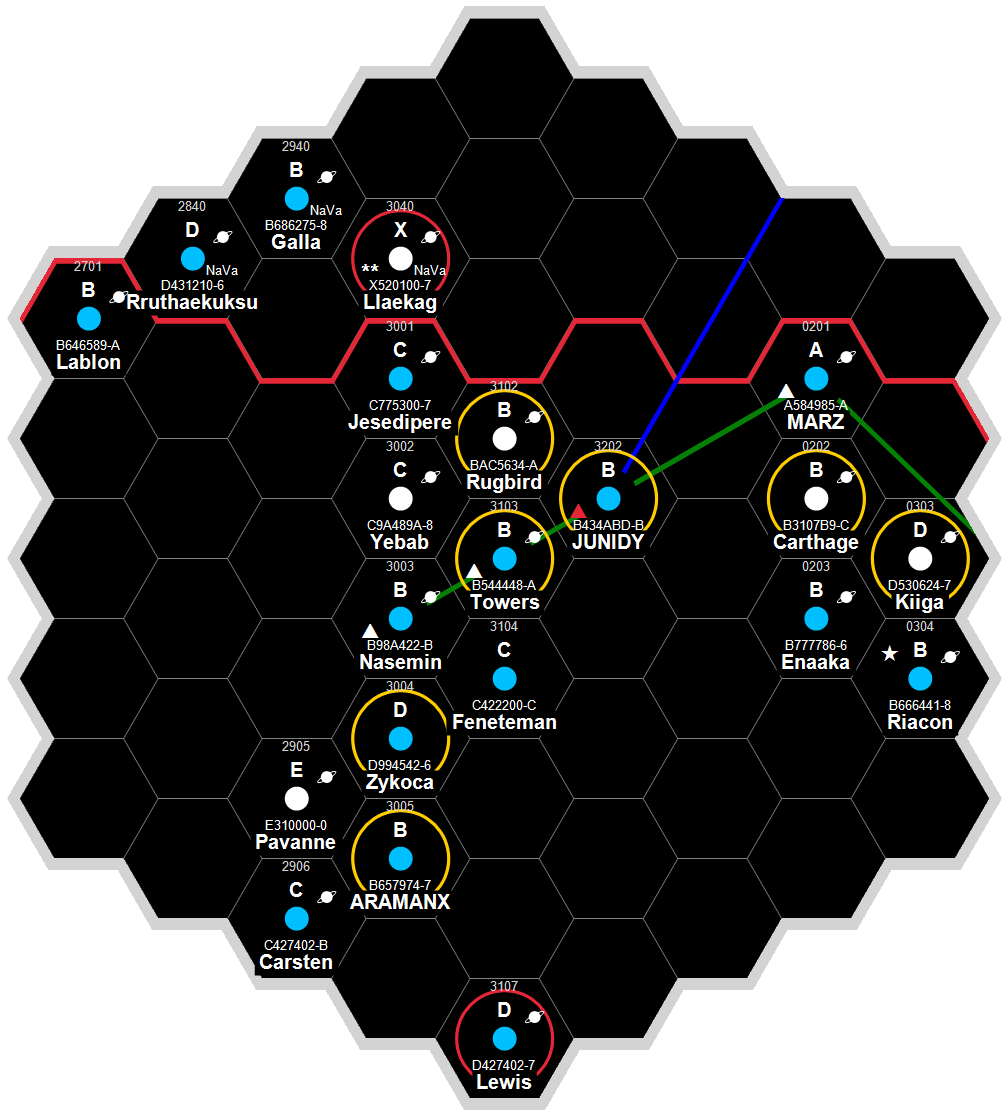 2940
B
NaVa
B686275-8
Galla
2840
D
NaVa
D431210-6
Rruthaekuksu
3040
X
** NaVa
X520100-7
Llaekag
2701
B
B646589-A
Lablon
3001
C
C775300-7
Jesedipere
0201
A
A584985-A
MARZ
3102
B
BAC5634-A
Rugbird
3002
C
C9A489A-8
Yebab
3202
B
B434ABD-B
JUNIDY
0202
B
B3107B9-C
Carthage
3103
B
B544448-A
Towers
0303
D
D530624-7
Kiiga
3003
B
B98A422-B
Nasemin
0203
B
B777786-6
Enaaka
3104
C
C422200-C
Feneteman
0304
B
B666441-8
Riacon
3004
D
D994542-6
Zykoca
2905
E
E310000-0
Pavanne
3005
B
B657974-7
ARAMANX
2906
C
C427402-B
Carsten
3107
D
D427402-7
Lewis